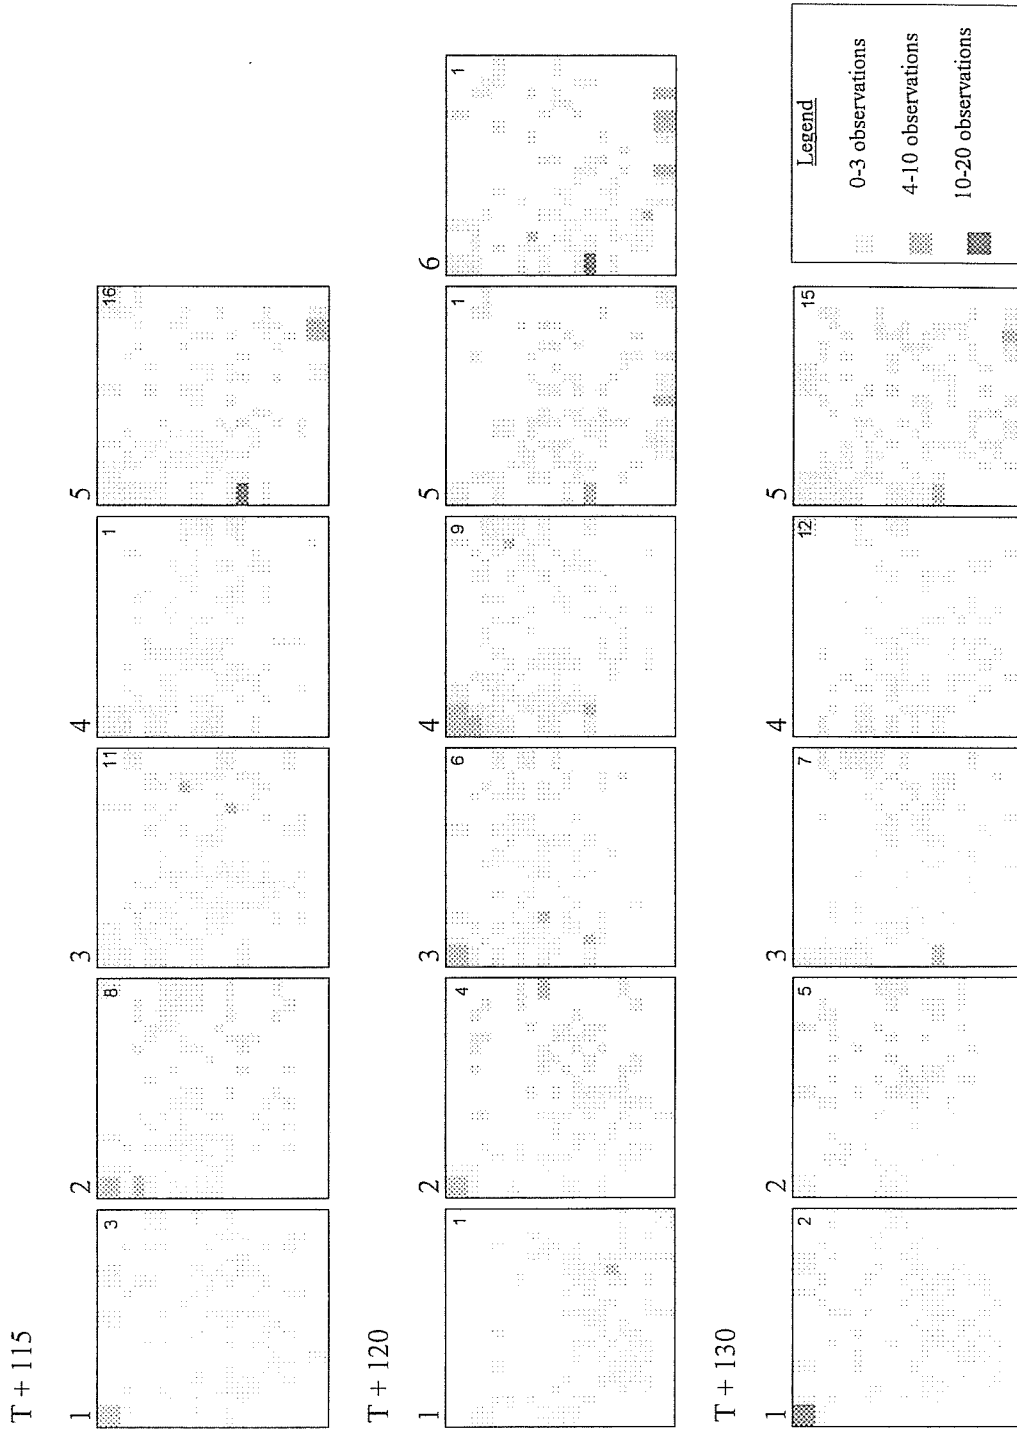 T + 115
1 2 3 4 5
3 8 11 1 16
T + 120
1 2 3 4 5 6
1 4 6 9 1 1
T + 130
1 2 3 4 5
2 5 7 12 15
Legend
0-3 observations
4-10 observations
10-20 observations